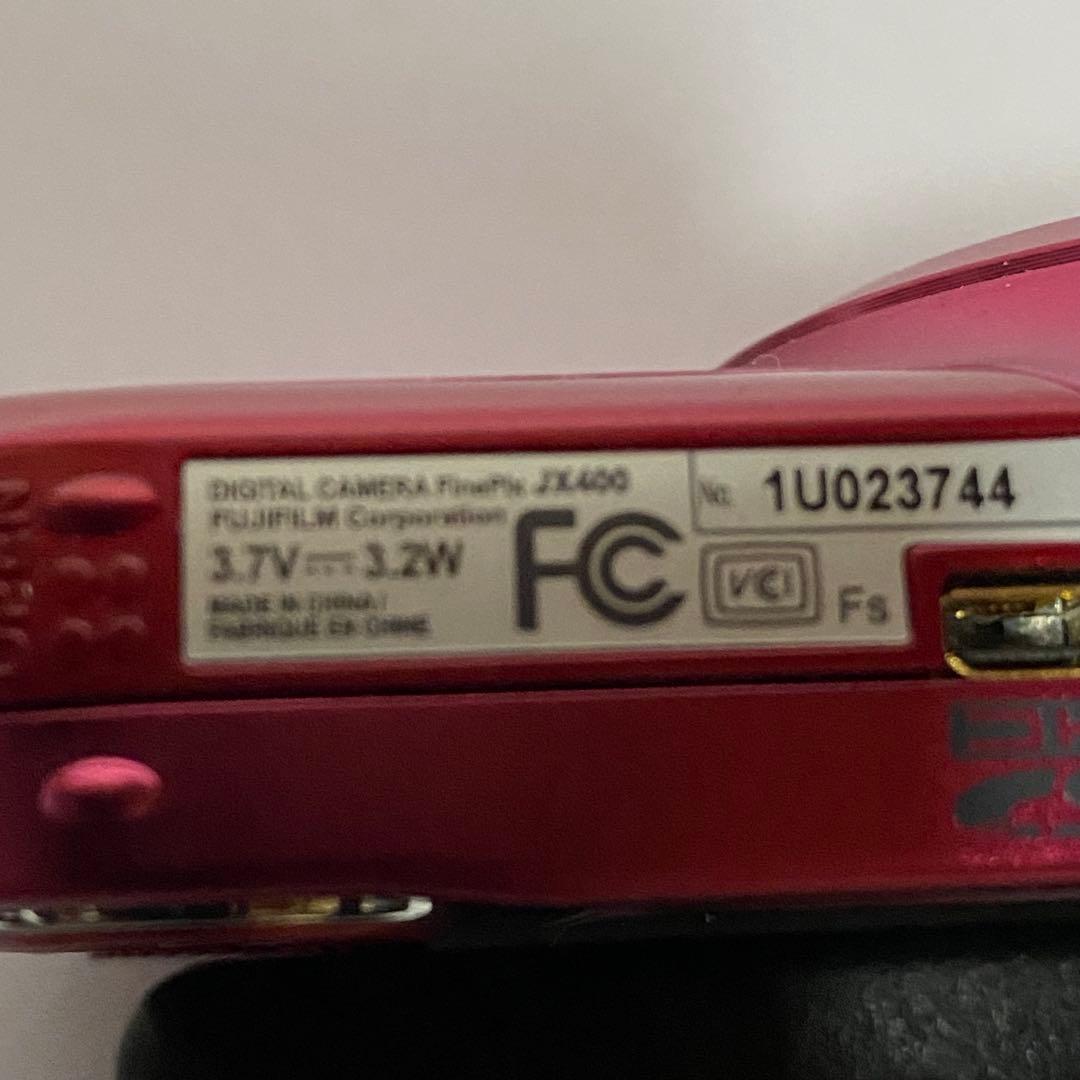 DIGITAL CAMERA FinePix JX400
FUJIFILM Corporation
3.7V⎓3.2W
MADE IN CHINA /
FABRIQUÉ EN CHINE
FC
No. 1U023744
VCI
Fs